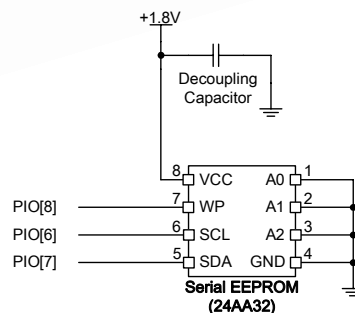 +1.8V
Decoupling
Capacitor
8 VCC A0 1
PIO[8] 7 WP A1 2
PIO[6] 6 SCL A2 3
PIO[7] 5 SDA GND 4
Serial EEPROM
(24AA32)